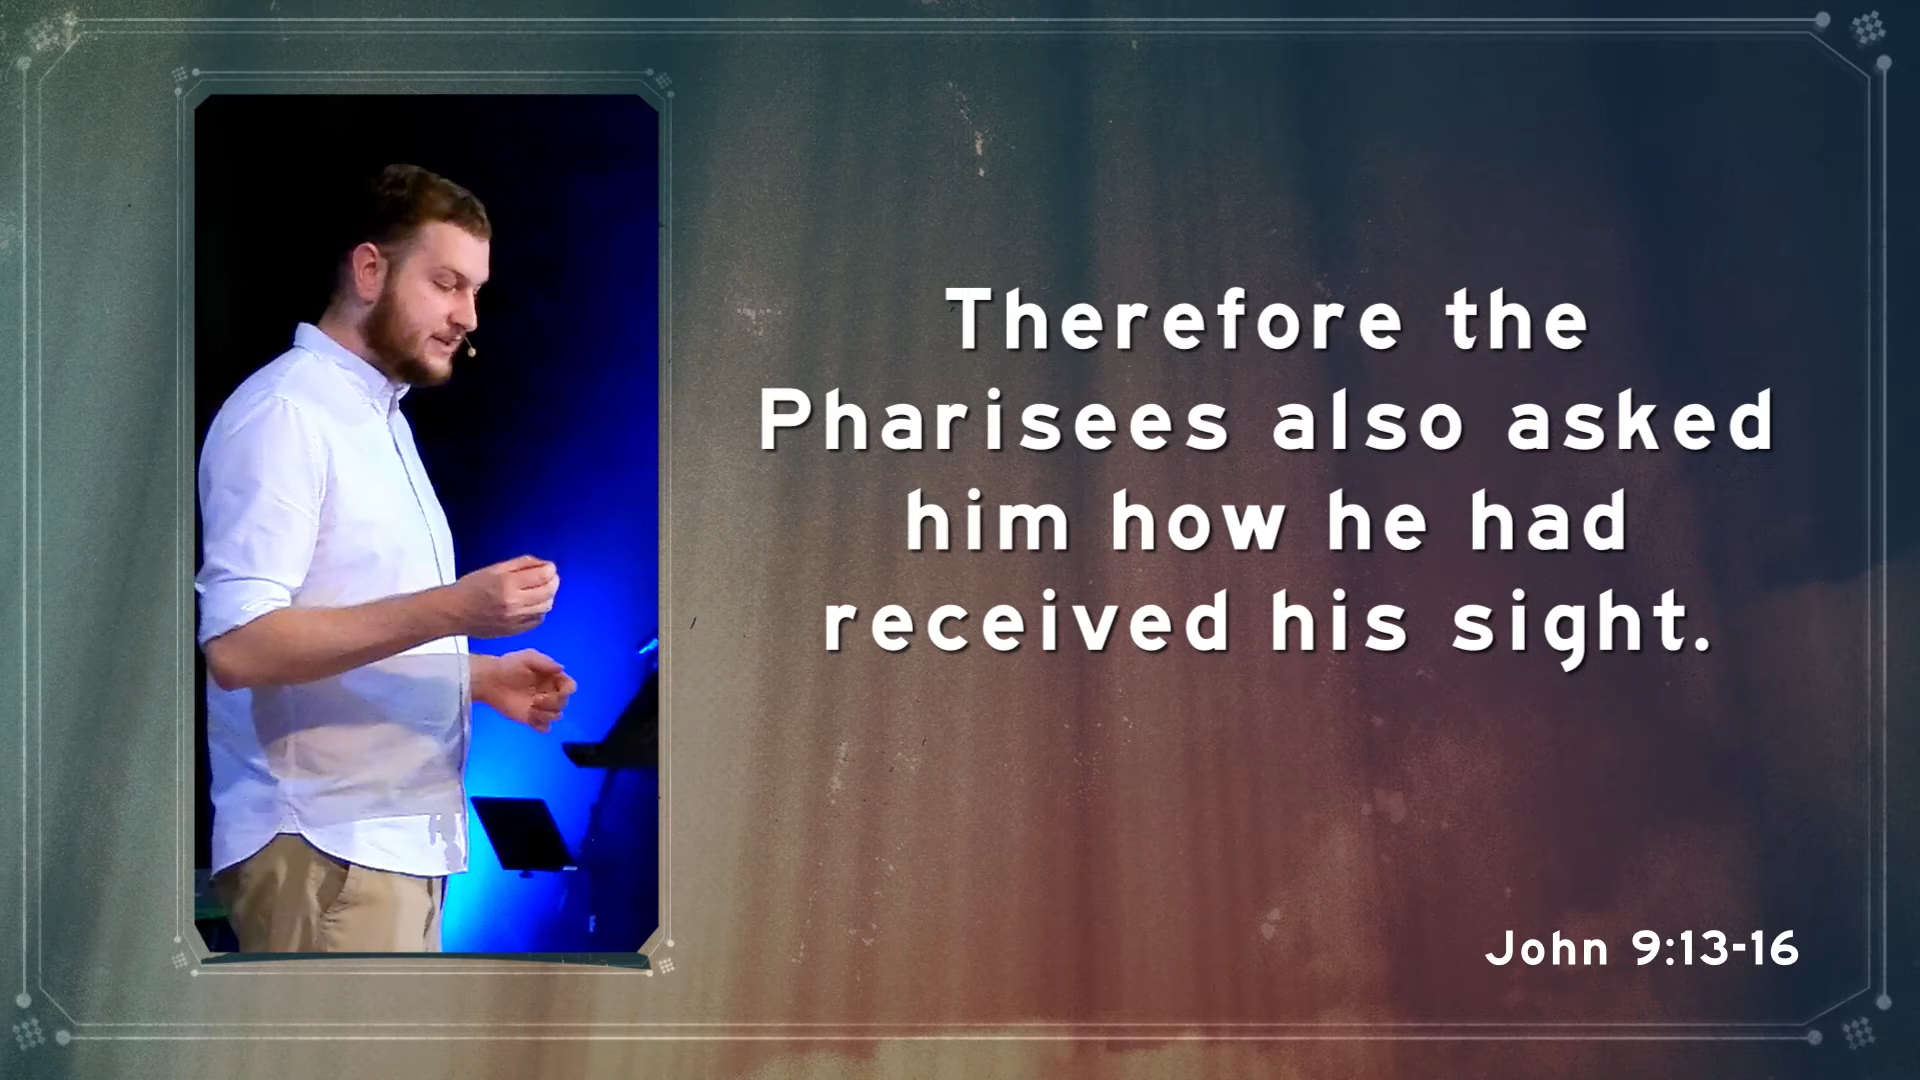 Therefore the
Pharisees also asked
him how he had
received his sight.
John 9:13-16